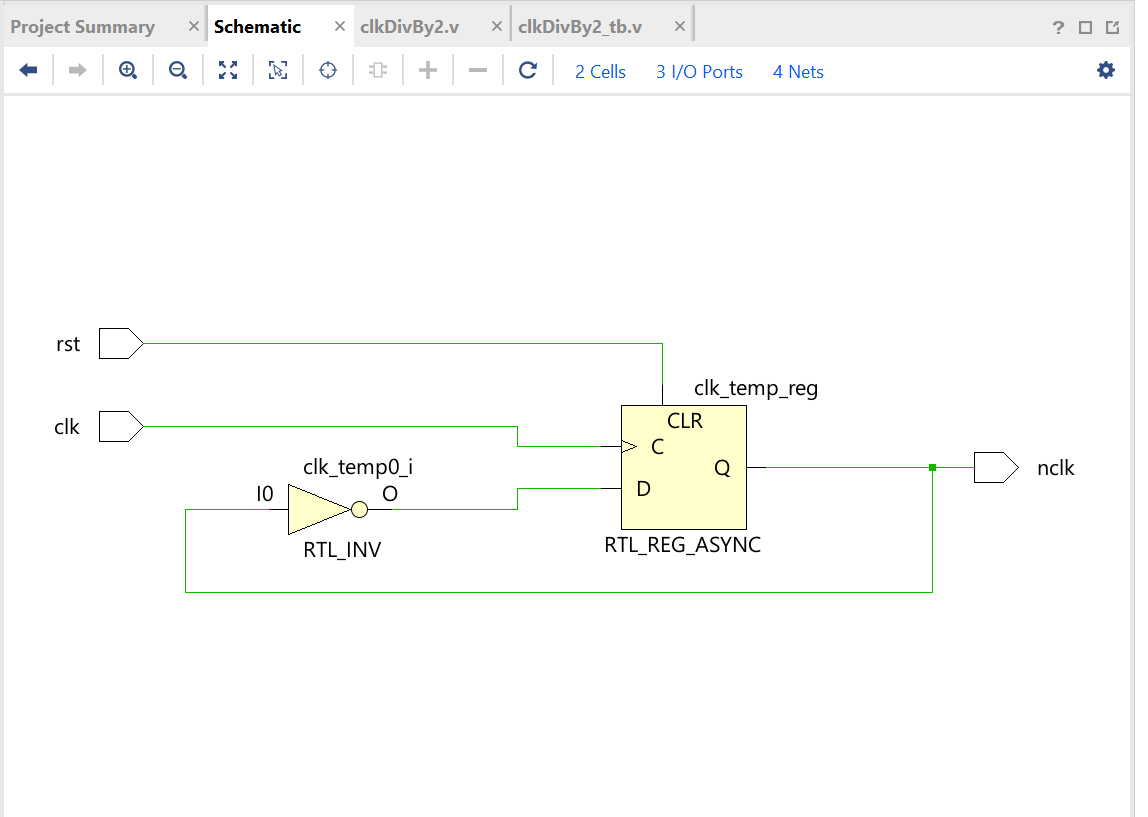 Project Summary × Schematic × clkDivBy2.v × clkDivBy2_tb.v × ?
2 Cells 3 I/O Ports 4 Nets
rst
clk_temp_reg
CLR
clk
C
clk_temp0_i
Q
nclk
I0
O
D
RTL_INV
RTL_REG_ASYNC